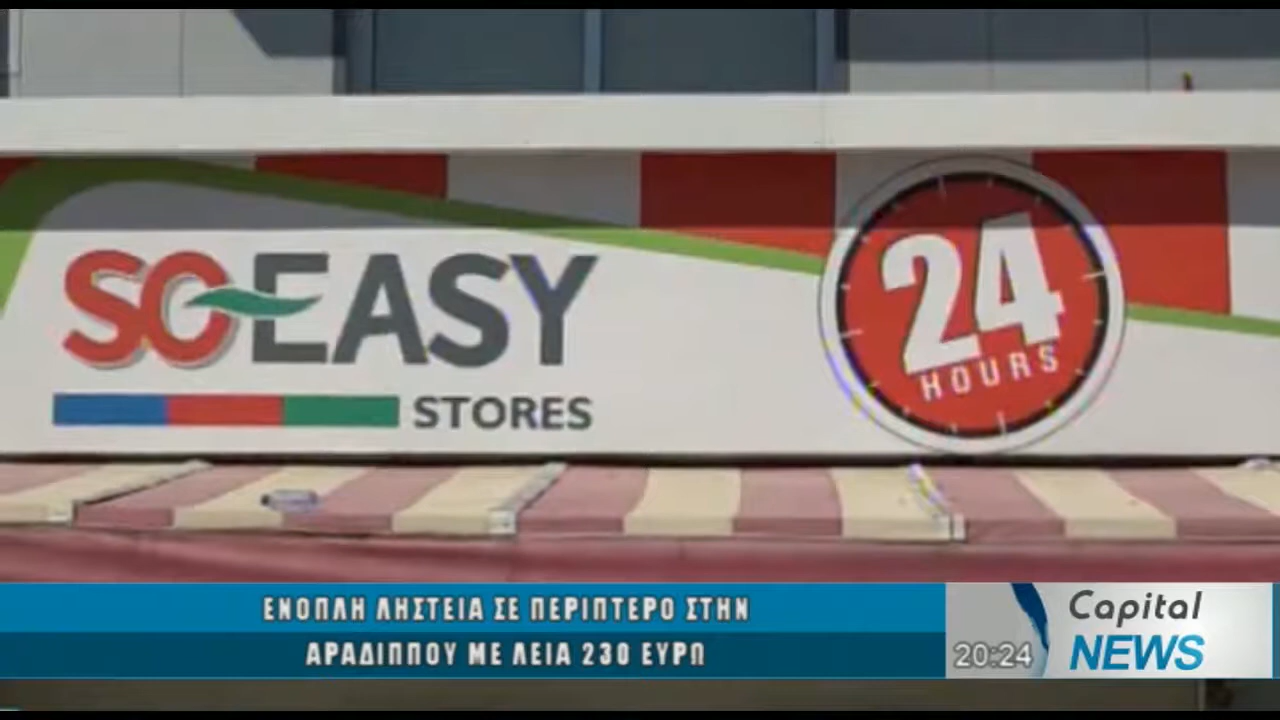 SO EASY
STORES
24
HOURS
ΕΝΟΠΛΗ ΛΗΣΤΕΙΑ ΣΕ ΠΕΡΙΠΤΕΡΟ ΣΤΗΝ
ΑΡΑΔΙΠΠΟΥ ΜΕ ΛΕΙΑ 230 ΕΥΡΩ
20:24
Capital
NEWS